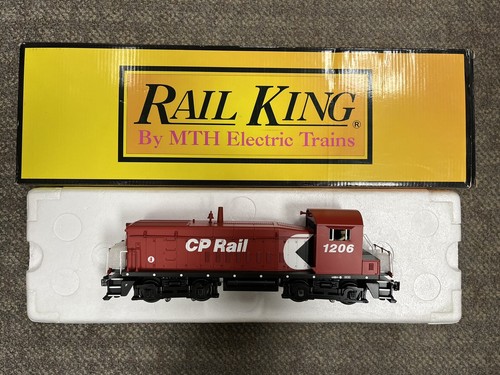 RAIL KING®
By MTH Electric Trains
CP Rail
1206